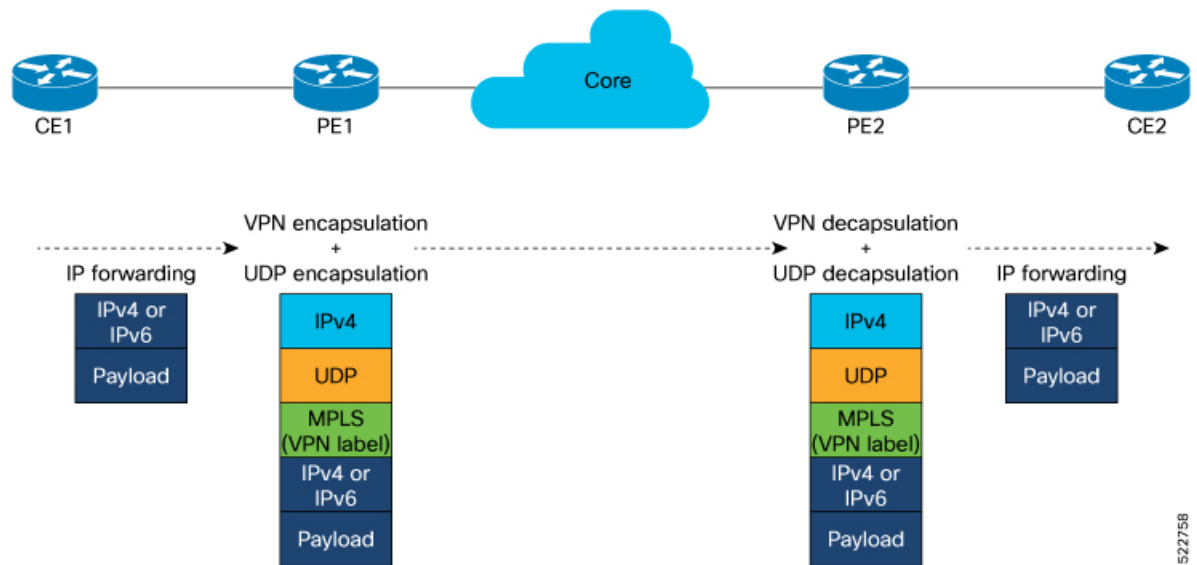 Core
CE1
PE1
PE2
CE2
VPN encapsulation
+
UDP encapsulation
VPN decapsulation
+
UDP decapsulation
IP forwarding
IP forwarding
IPv4 or
IPv6
Payload
IPv4
UDP
MPLS
(VPN label)
IPv4 or
IPv6
Payload
IPv4
UDP
MPLS
(VPN label)
IPv4 or
IPv6
Payload
IPv4 or
IPv6
Payload
522758